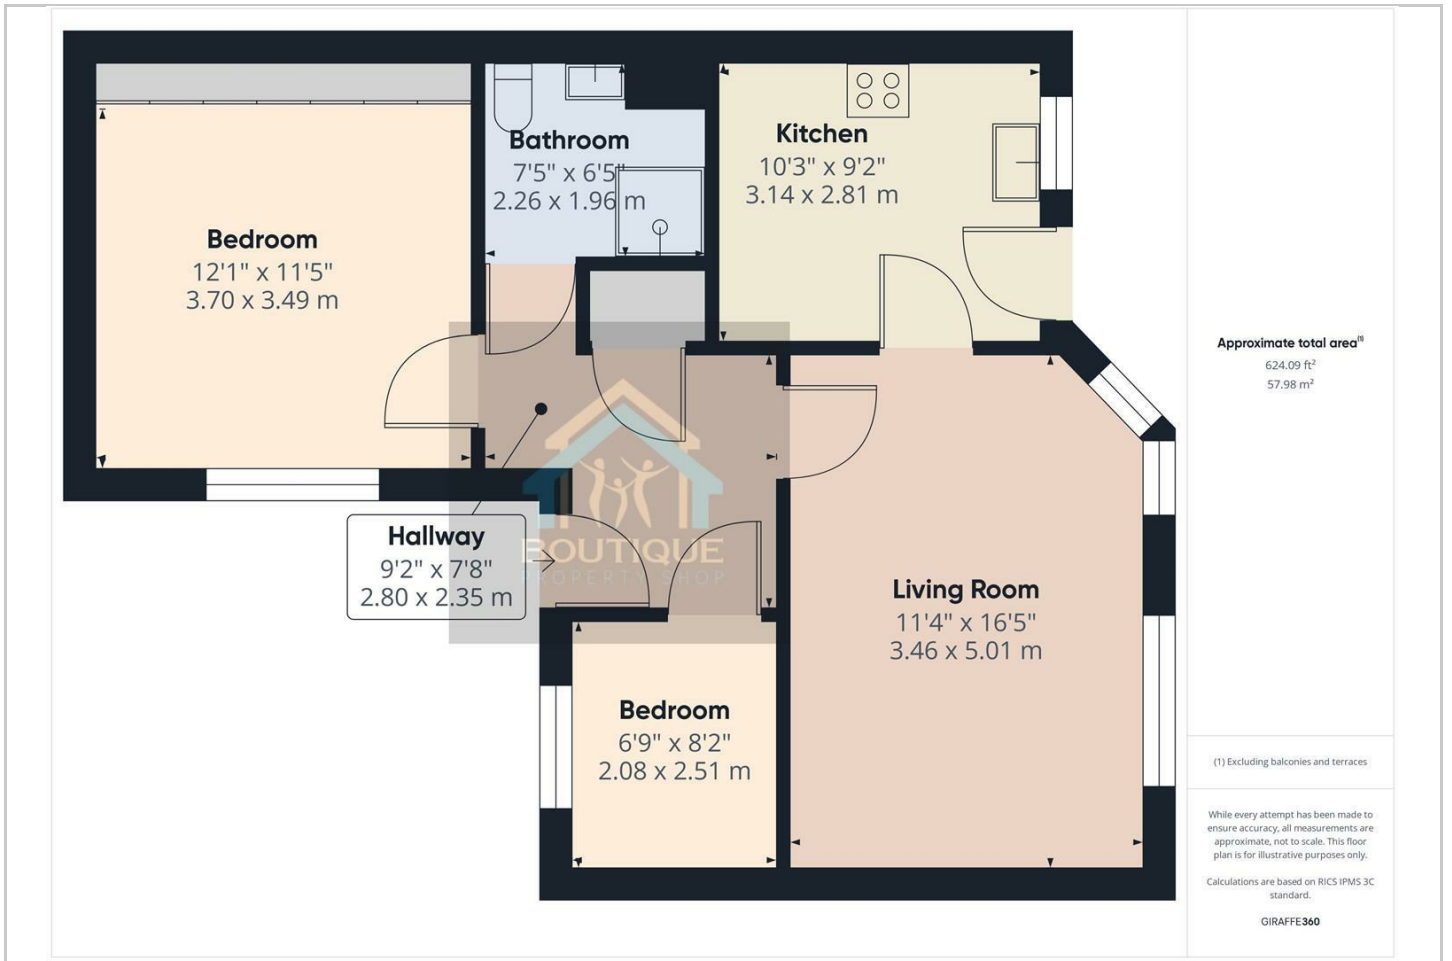 Bathroom
7'5" x 6'5"
2.26 x 1.96 m
Kitchen
10'3" x 9'2"
3.14 x 2.81 m
Bedroom
12'1" x 11'5"
3.70 x 3.49 m
Approximate total area(1)
624.09 ft²
57.98 m²
Hallway
9'2" x 7'8"
2.80 x 2.35 m
BOUTIQUE
PROPERTY SHOP
Living Room
11'4" x 16'5"
3.46 x 5.01 m
Bedroom
6'9" x 8'2"
2.08 x 2.51 m
(1) Excluding balconies and terraces
While every attempt has been made to
ensure accuracy, all measurements are
approximate, not to scale. This floor
plan is for illustrative purposes only.
Calculations are based on RICS IPMS 3C
standard.
GIRAFFE360